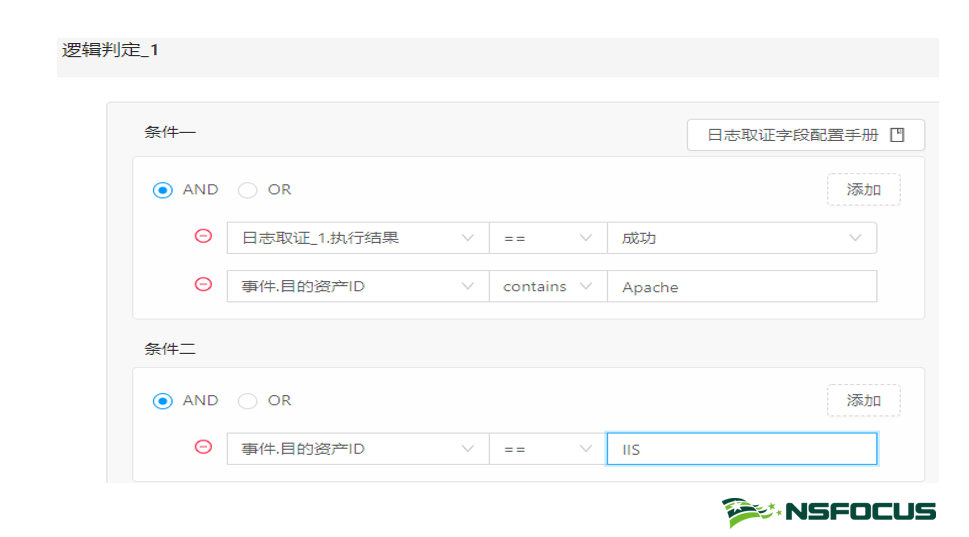 逻辑判定_1
条件一
日志取证字段配置手册
AND OR 添加
日志取证_1.执行结果 == 成功
事件.目的资产ID contains Apache
条件二
AND OR 添加
事件.目的资产ID == IIS
NSFOCUS